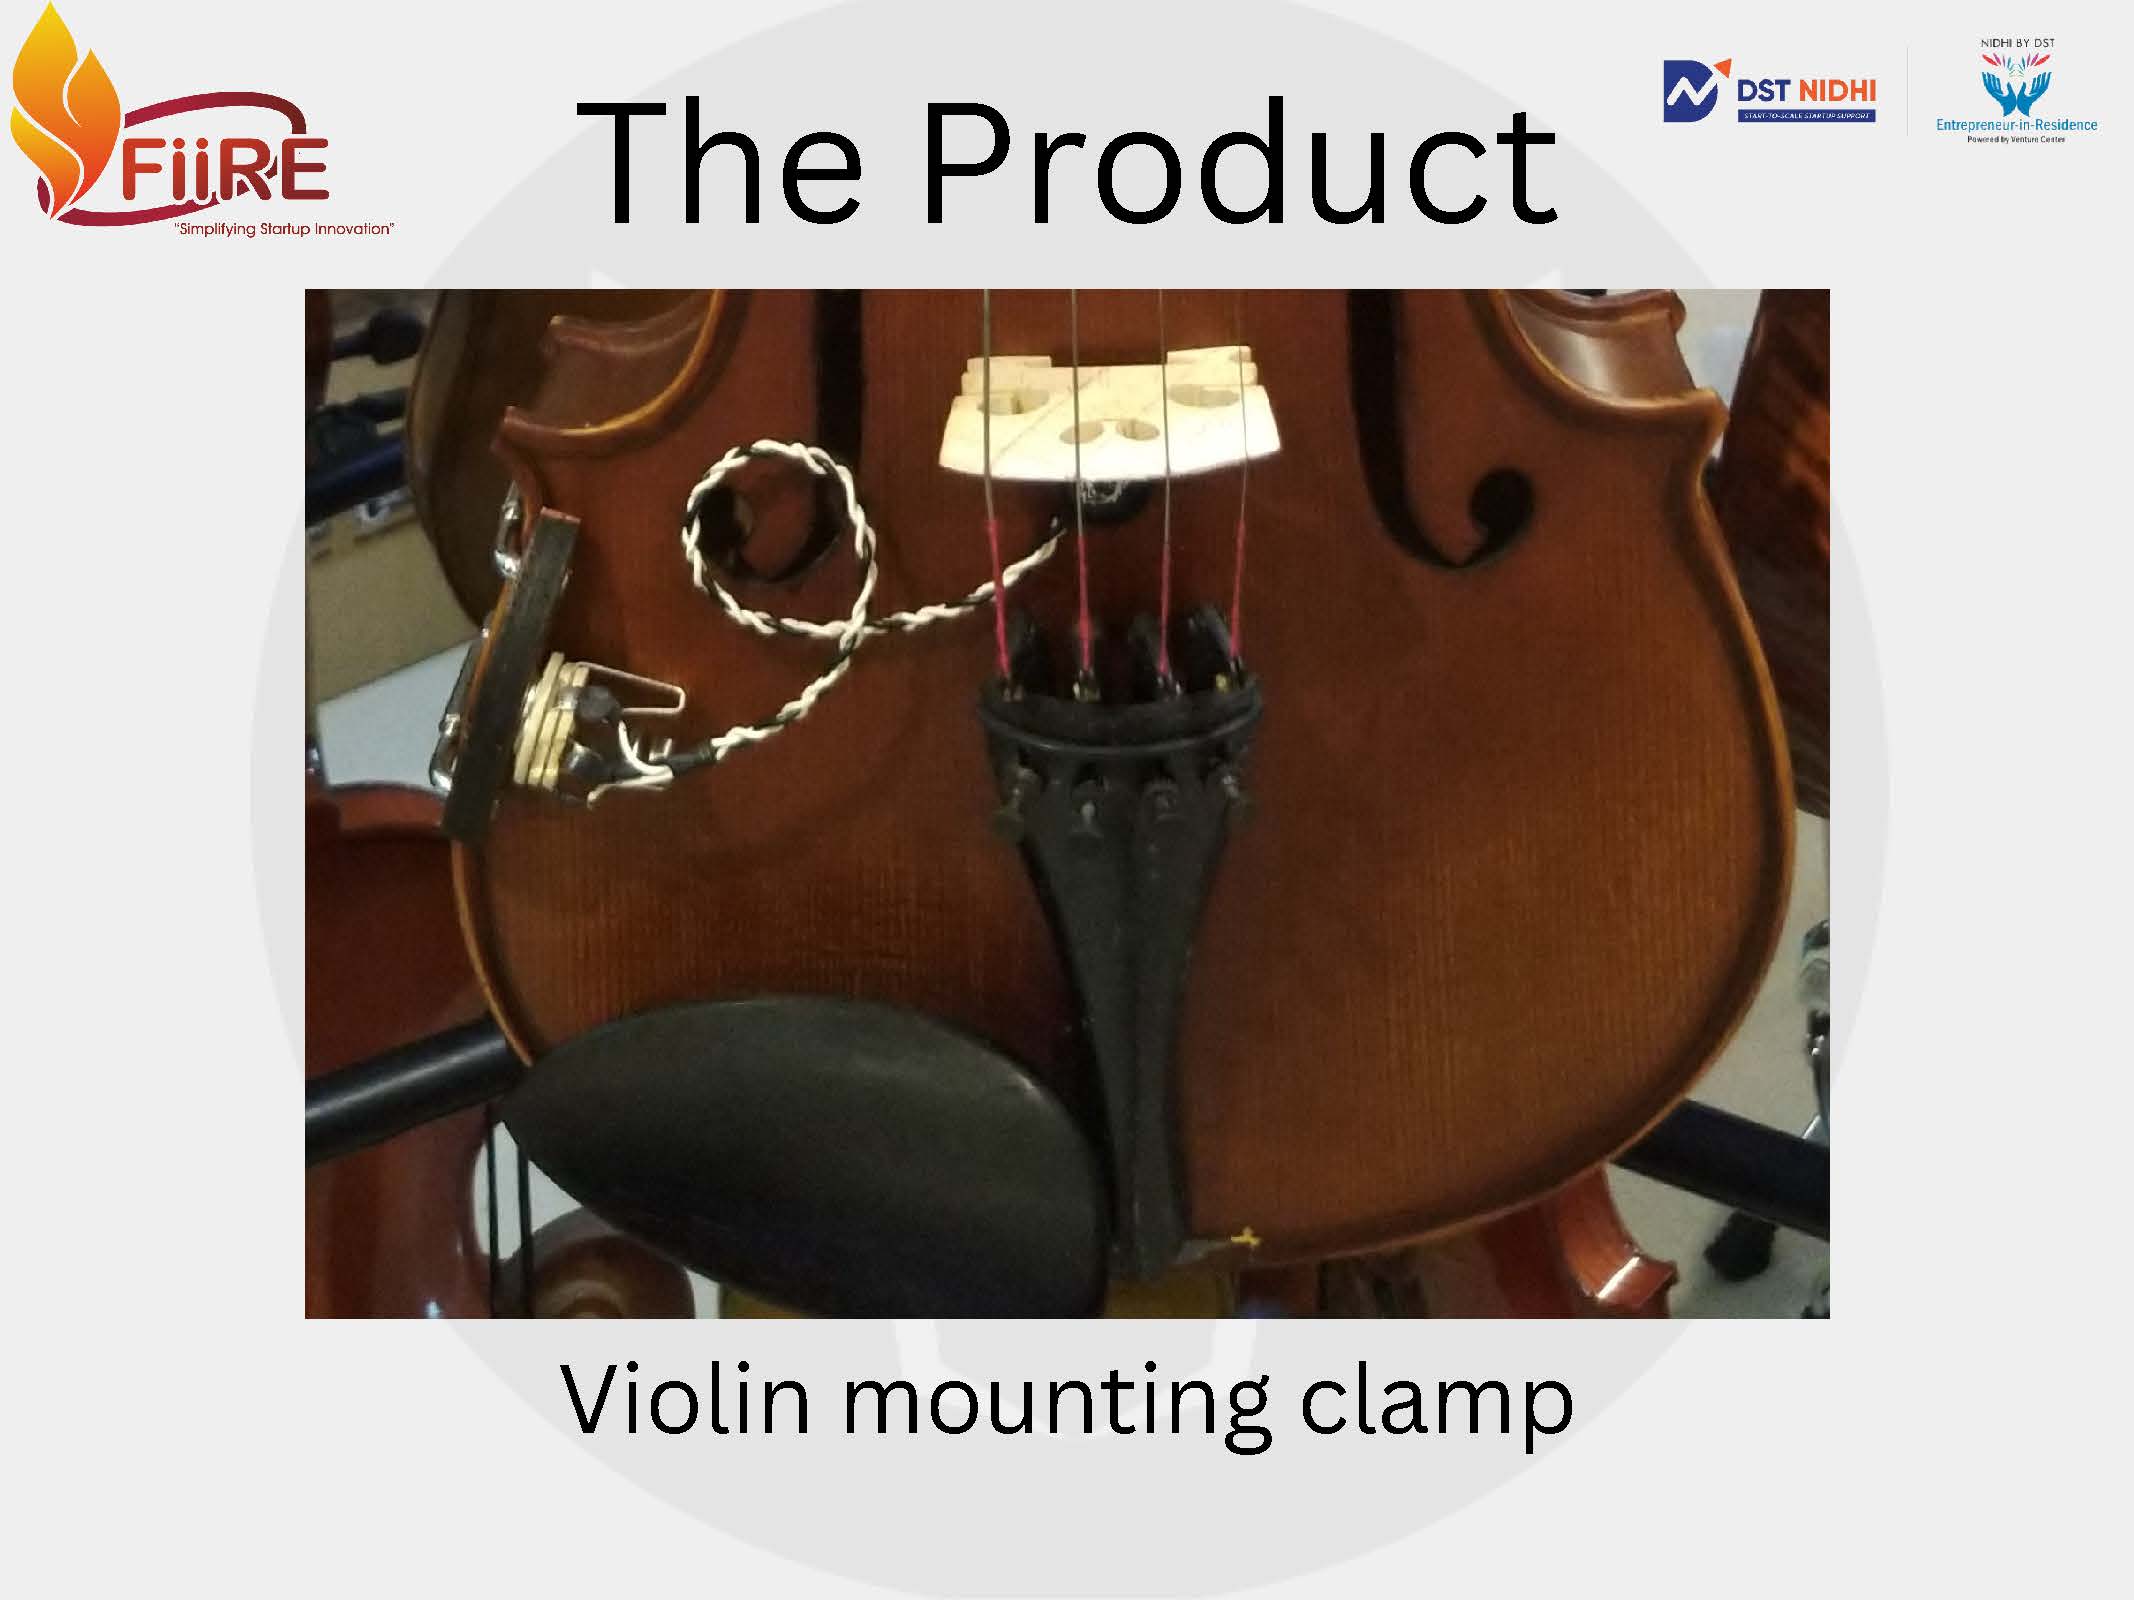 FiiRE
"Simplifying Startup Innovation"
The Product
DST NIDHI
START-TO-SCALE STARTUP SUPPORT
NIDHI BY DST
Entrepreneur-in-Residence
Powered by Venture Center
Violin mounting clamp